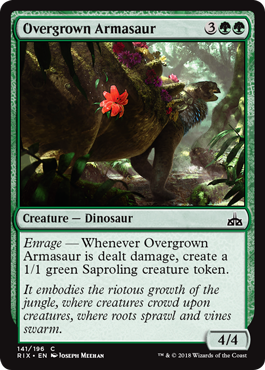 Overgrown Armasaur 3
Creature — Dinosaur
Enrage — Whenever Overgrown
Armasaur is dealt damage, create a
1/1 green Saproling creature token.
It embodies the riotous growth of the
jungle, where creatures crowd upon
creatures, where roots sprawl and vines
swarm.
4/4
141/196 C
RIX • EN Joseph Meehan
™ & © 2018 Wizards of the Coast